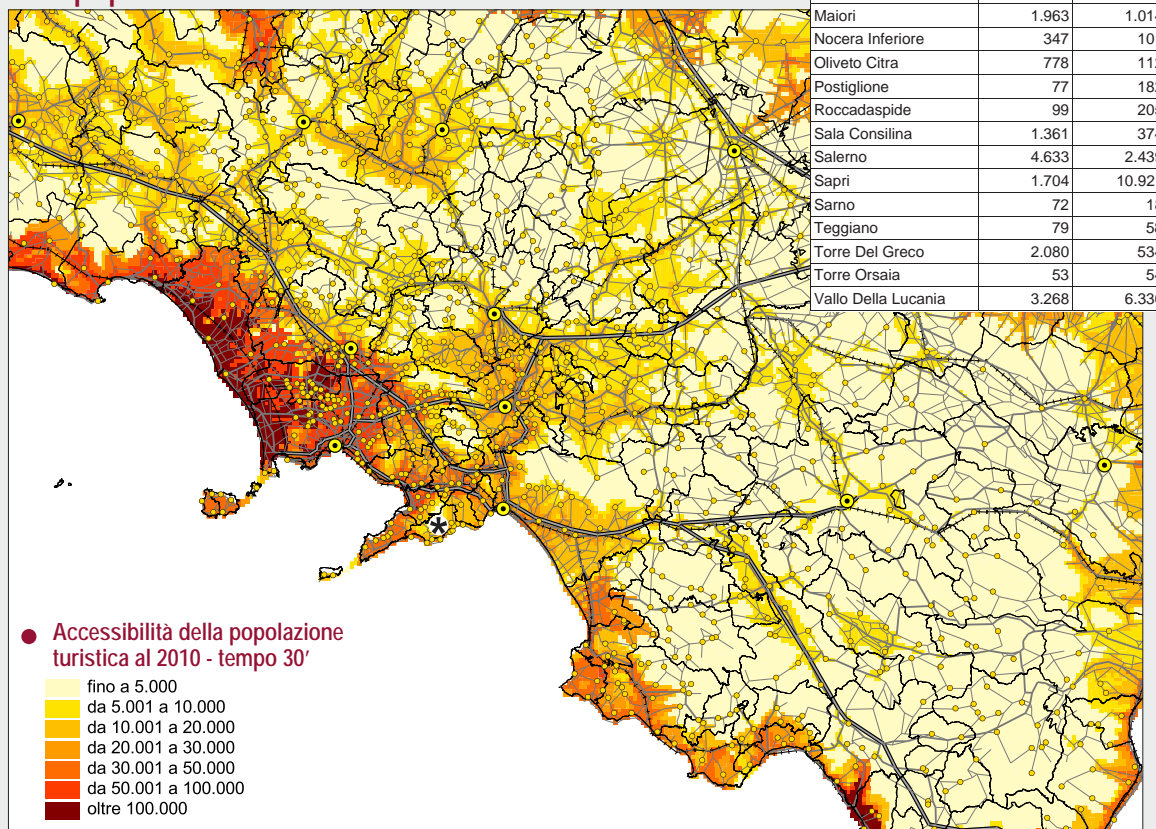 Maiori 1.963
Nocera Inferiore 347
Oliveto Citra 778
Postiglione 77
Roccadaspide 99
Sala Consilina 1.361
Salerno 4.633
Sapri 1.704
Sarno 72
Teggiano 79
Torre Del Greco 2.080
Torre Orsaia 53
Vallo Della Lucania 3.268
Accessibilità della popolazione
turistica al 2010 - tempo 30'
fino a 5.000
da 5.001 a 10.000
da 10.001 a 20.000
da 20.001 a 30.000
da 30.001 a 50.000
da 50.001 a 100.000
oltre 100.000